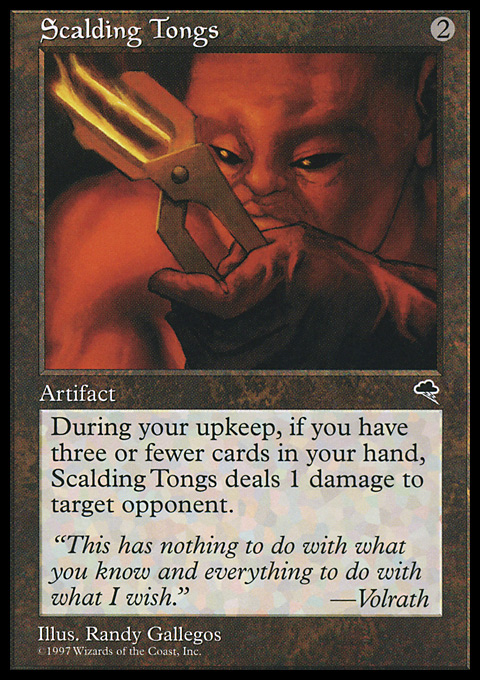 Scalding Tongs 2
Artifact
During your upkeep, if you have
three or fewer cards in your hand,
Scalding Tongs deals 1 damage to
target opponent.
“This has nothing to do with what
you know and everything to do with
what I wish.” —Volrath
Illus. Randy Gallegos
©1997 Wizards of the Coast, Inc.